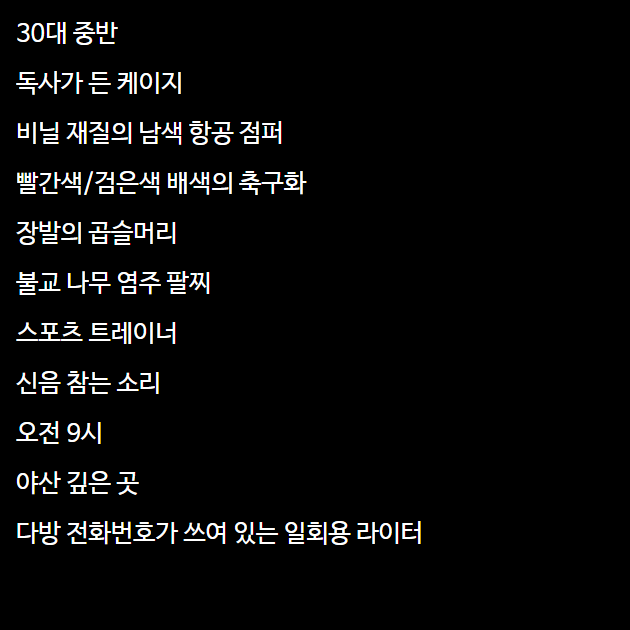 30대 중반
독사가 든 케이지
비닐 재질의 남색 항공 점퍼
빨간색/검은색 배색의 축구화
장발의 곱슬머리
불교 나무 염주 팔찌
스포츠 트레이너
신음 참는 소리
오전 9시
야산 깊은 곳
다방 전화번호가 쓰여 있는 일회용 라이터